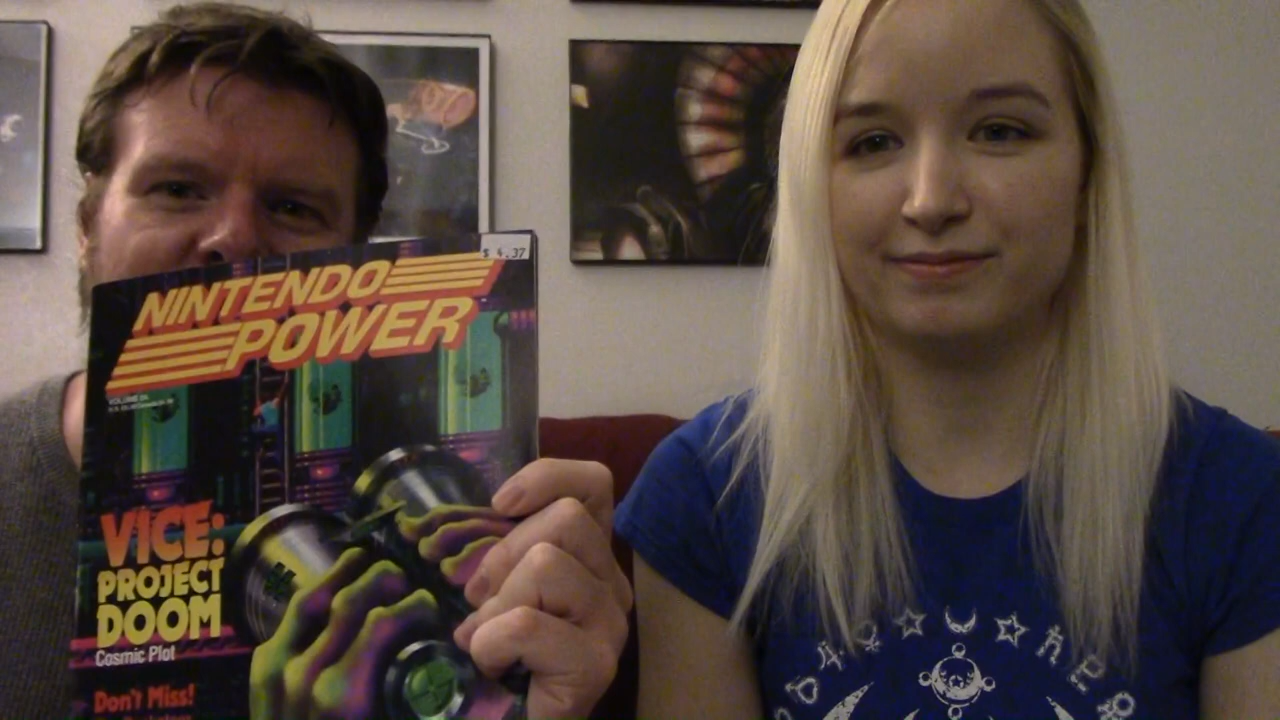 $ 4.37
NINTENDO
POWER
VICE:
PROJECT
DOOM
Cosmic Plot
Don't Miss!